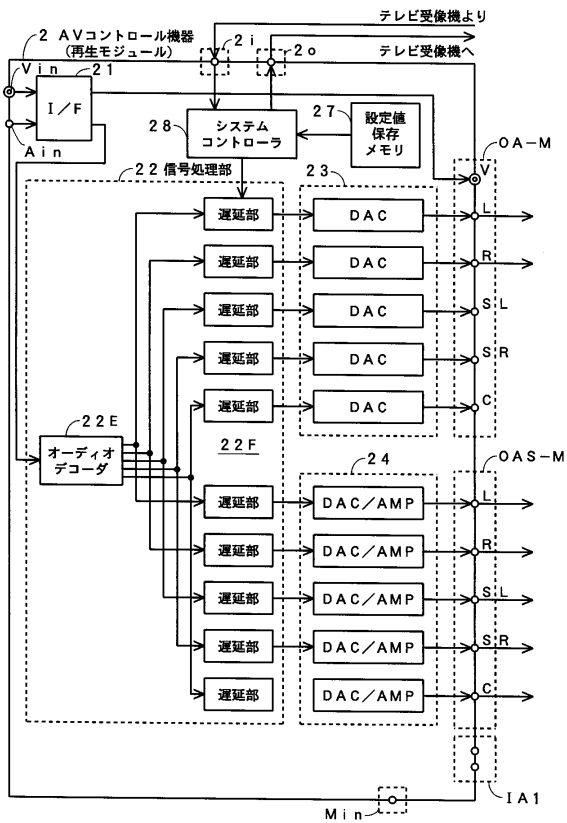 テレビ受像機より
2 AVコントロール機器
(再生モジュール)
2i
2o
テレビ受像機へ
Vin
21
I/F
Ain
28
システム
コントローラ
27
設定値
保存
メモリ
OA-M
22 信号処理部
23
V
遅延部
DAC
L
遅延部
DAC
R
遅延部
DAC
SL
遅延部
DAC
SR
遅延部
DAC
C
22E
オーディオ
デコーダ
22F
24
OAS-M
遅延部
DAC/AMP
L
遅延部
DAC/AMP
R
遅延部
DAC/AMP
SL
遅延部
DAC/AMP
SR
遅延部
DAC/AMP
C
IA1
Min